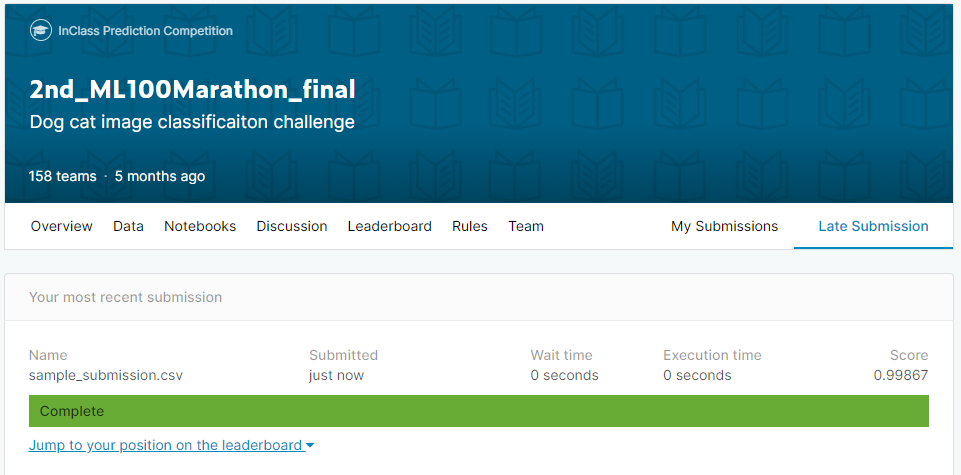 InClass Prediction Competition
2nd_ML100Marathon_final
Dog cat image classificaiton challenge
158 teams · 5 months ago
Overview Data Notebooks Discussion Leaderboard Rules Team My Submissions Late Submission
Your most recent submission
Name Submitted Wait time Execution time Score
sample_submission.csv just now 0 seconds 0 seconds 0.99867
Complete
Jump to your position on the leaderboard